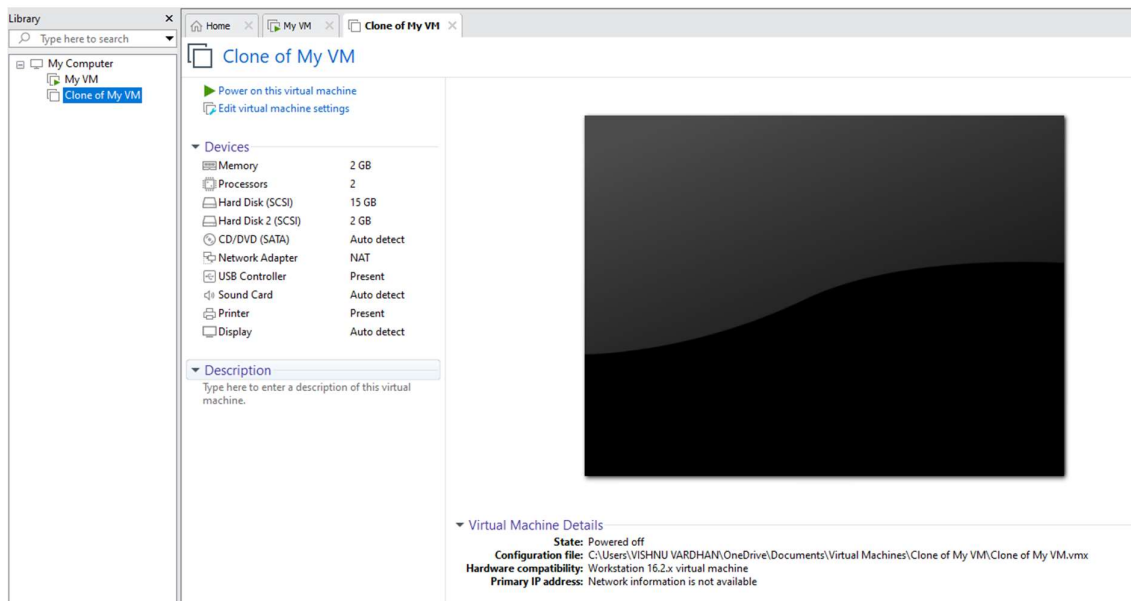 Library
Type here to search
My Computer
My VM
Clone of My VM
Home
My VM
Clone of My VM
Clone of My VM
Power on this virtual machine
Edit virtual machine settings
Devices
Memory 2 GB
Processors 2
Hard Disk (SCSI) 15 GB
Hard Disk 2 (SCSI) 2 GB
CD/DVD (SATA) Auto detect
Network Adapter NAT
USB Controller Present
Sound Card Auto detect
Printer Present
Display Auto detect
Description
Type here to enter a description of this virtual
machine.
Virtual Machine Details
State: Powered off
Configuration file: C:\Users\VISHNU VARDHAN\OneDrive\Documents\Virtual Machines\Clone of My VM\Clone of My VM.vmx
Hardware compatibility: Workstation 16.2.x virtual machine
Primary IP address: Network information is not available